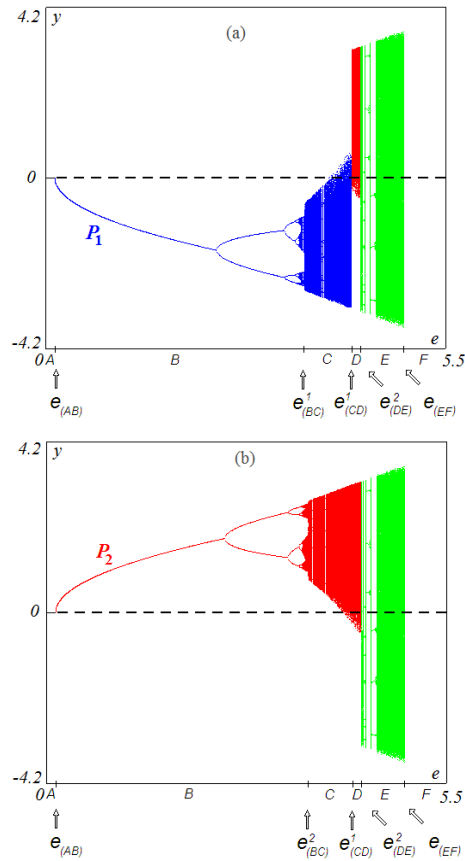 4.2 y
(a)
0
P₁
-4.2
e
0 A B C D E F 5.5
e(AB) e¹(BC) e¹(CD) e²(DE) e(EF)
4.2 y
(b)
P₂
0
-4.2
e
0 A B C D E F 5.5
e(AB) e²(BC) e¹(CD) e²(DE) e(EF)